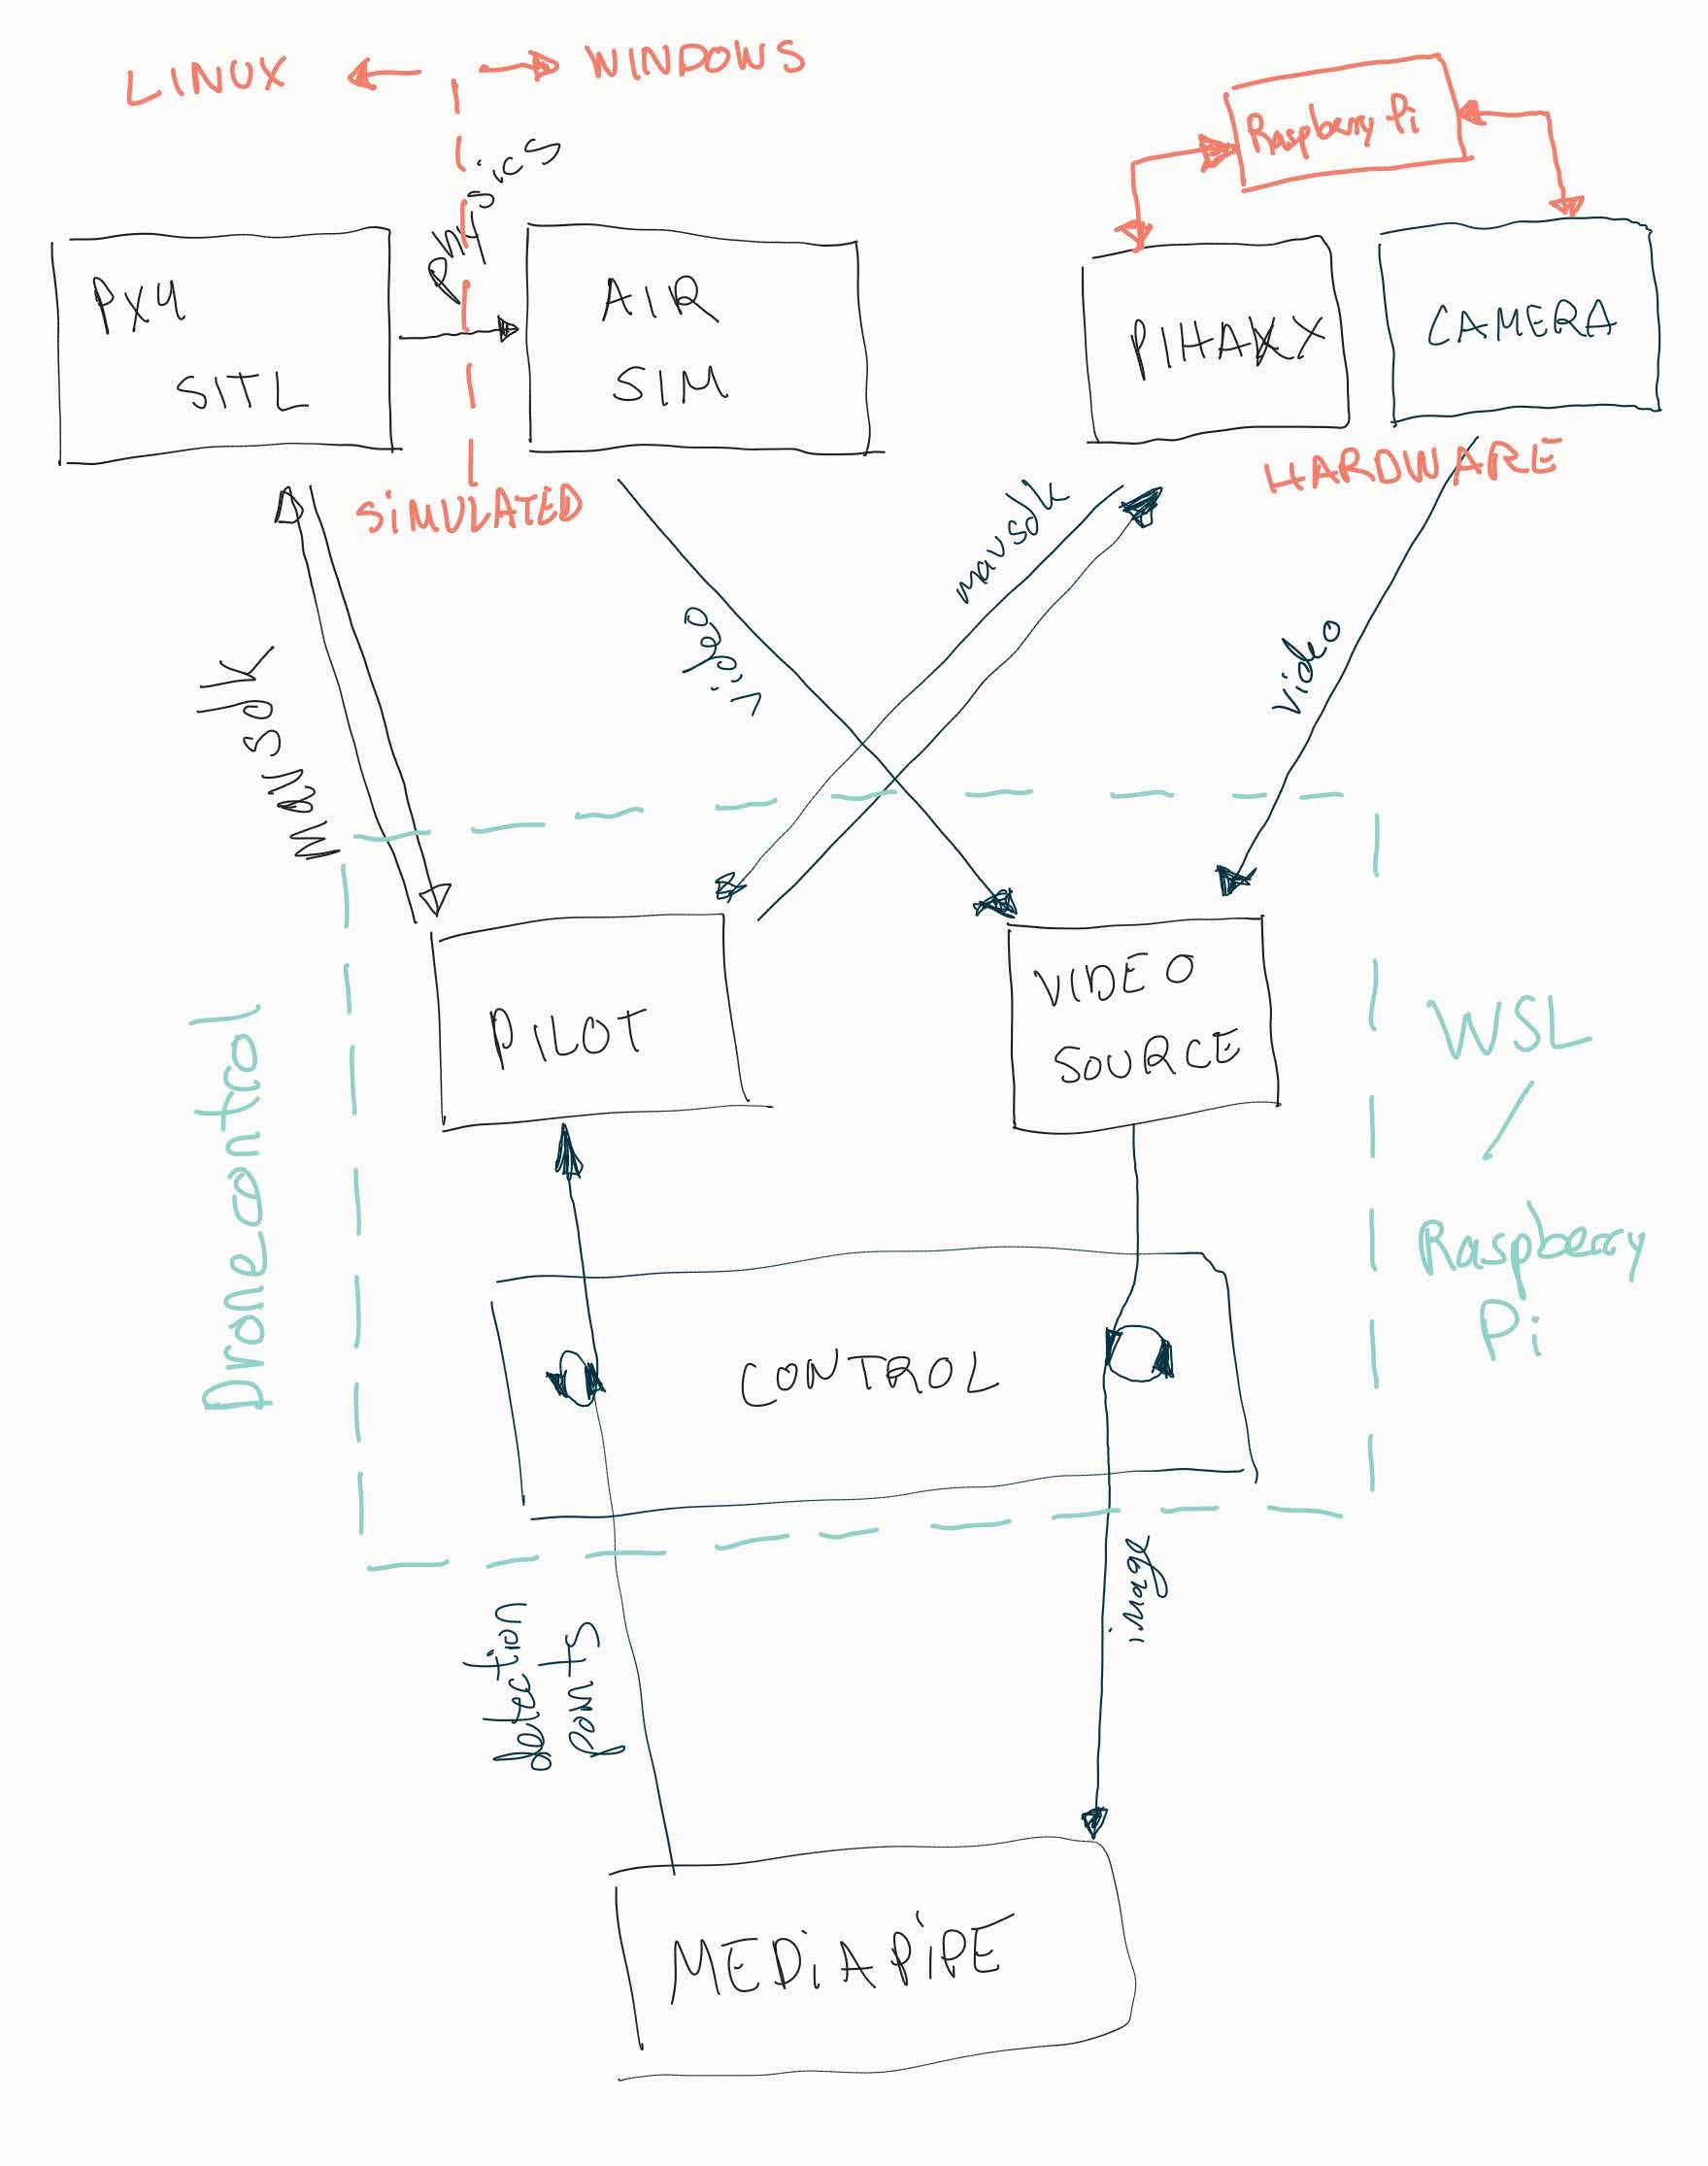 LINUX
WINDOWS
Raspberry Pi
Physics
PX4
SITL
AIR
SIM
PIHAWKX
CAMERA
SIMULATED
HARDWARE
mavsdk
video
mavsdk
video
PILOT
VIDEO
SOURCE
Dronecontrol
WSL
/
Raspberry
Pi
CONTROL
detection
points
image
MEDiAPiPE